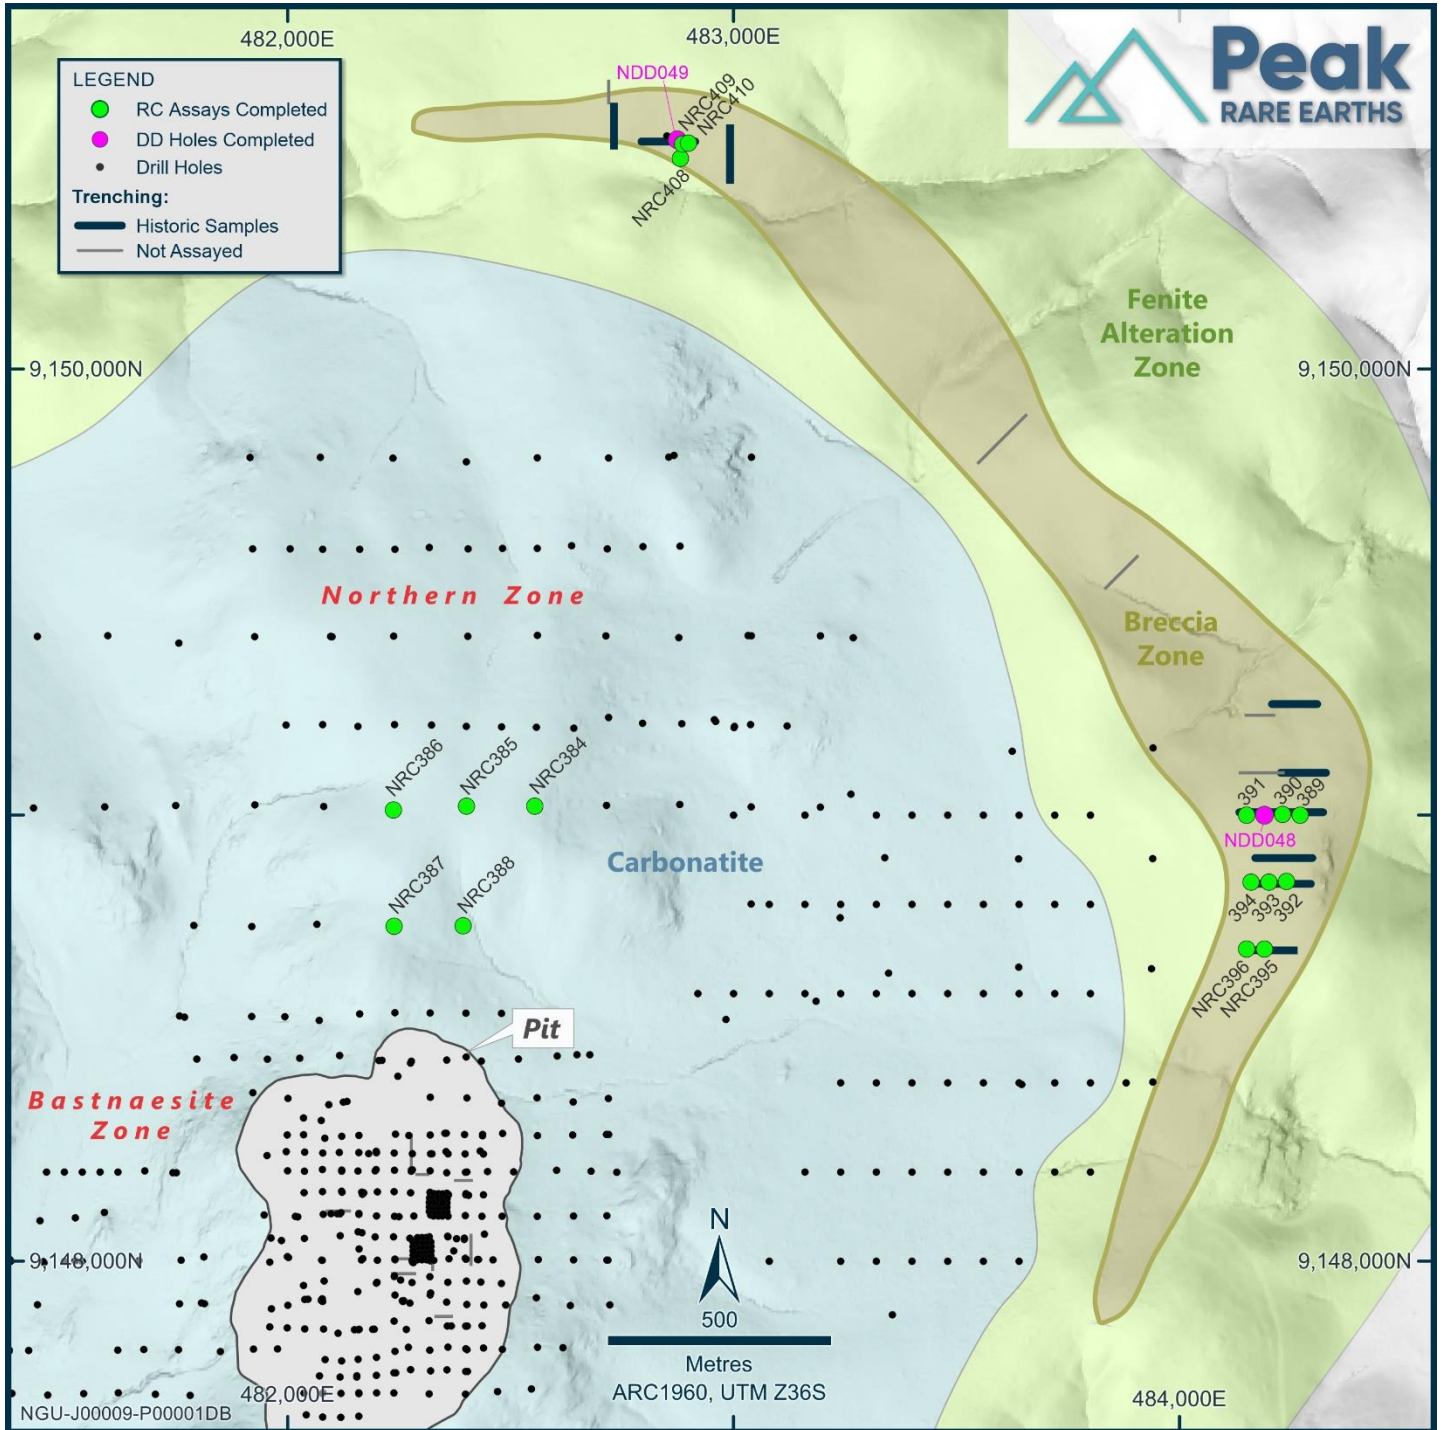 482,000E
483,000E
Peak
RARE EARTHS
LEGEND
RC Assays Completed
DD Holes Completed
Drill Holes
Trenching:
Historic Samples
Not Assayed
NDD049
NRC409
NRC410
NRC408
Fenite
Alteration
Zone
9,150,000N
9,150,000N
Northern Zone
Breccia
Zone
NRC386
NRC385
NRC384
391
390
389
NDD048
Carbonatite
NRC387
NRC388
394
393
392
NRC396
NRC395
Pit
Bastnaesite
Zone
N
9,148,000N
9,148,000N
500
Metres
ARC1960, UTM Z36S
482,000E
484,000E
NGU-J00009-P00001DB